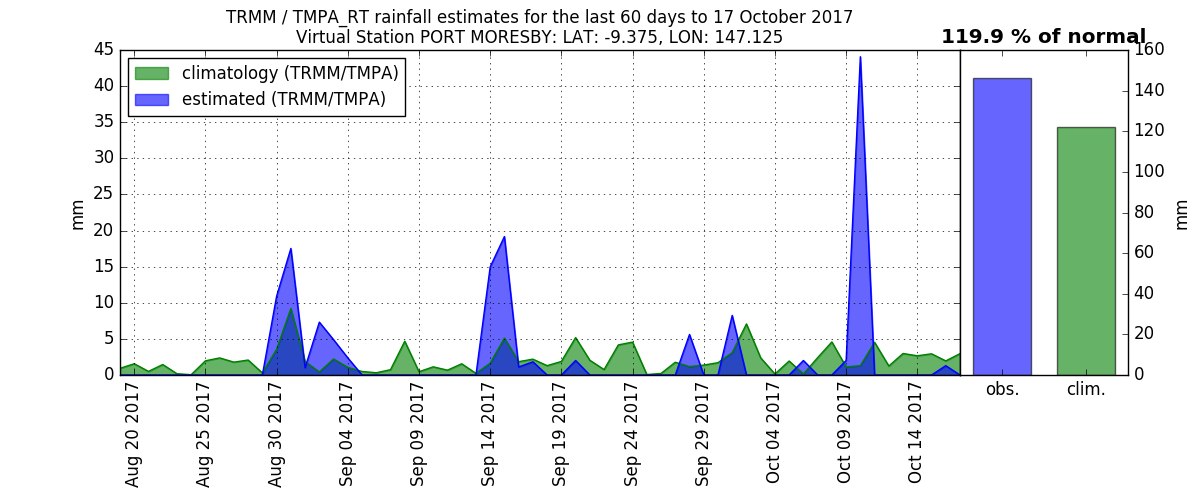 TRMM / TMPA_RT rainfall estimates for the last 60 days to 17 October 2017
Virtual Station PORT MORESBY: LAT: -9.375, LON: 147.125
119.9 % of normal
climatology (TRMM/TMPA)
estimated (TRMM/TMPA)
mm
45
40
35
30
25
20
15
10
5
0
Aug 20 2017
Aug 25 2017
Aug 30 2017
Sep 04 2017
Sep 09 2017
Sep 14 2017
Sep 19 2017
Sep 24 2017
Sep 29 2017
Oct 04 2017
Oct 09 2017
Oct 14 2017
obs.
clim.
160
140
120
100
80
60
40
20
0
mm